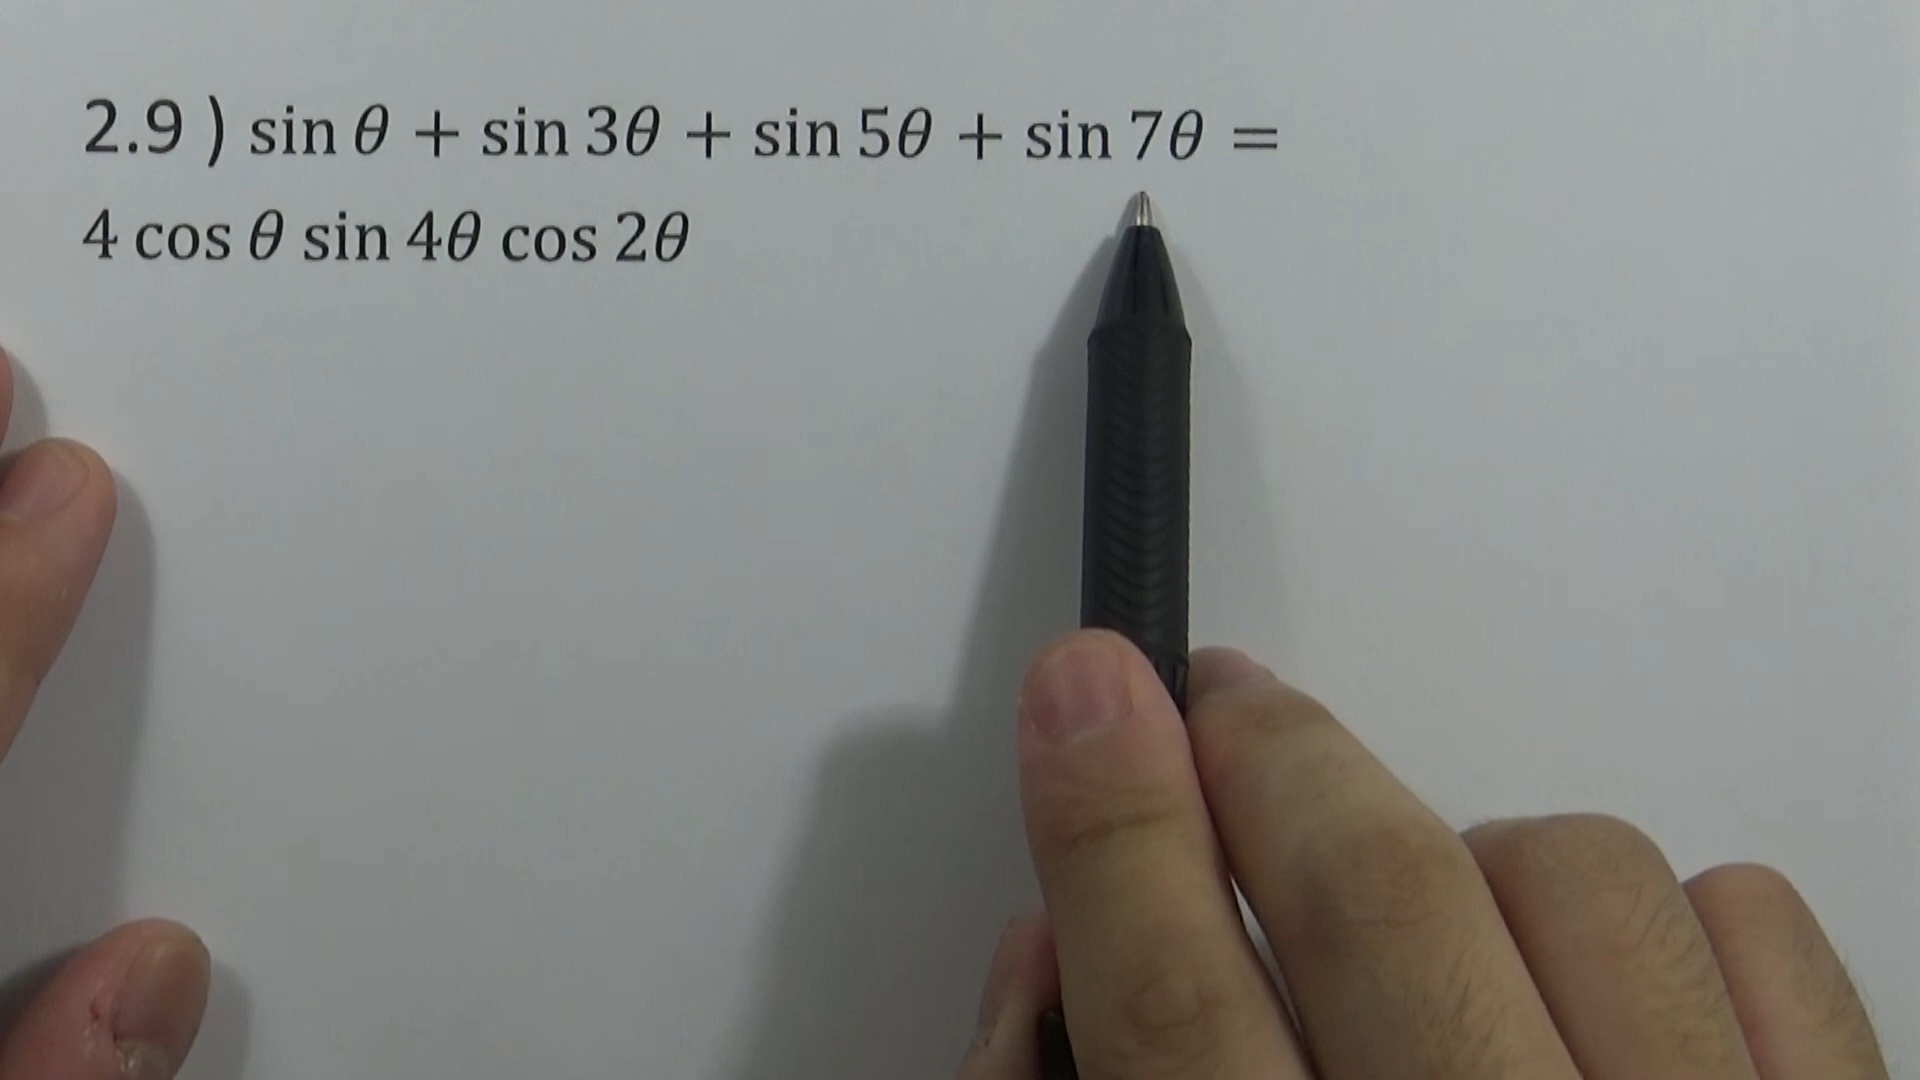 2.9 ) sin θ + sin 3θ + sin 5θ + sin 7θ =
4 cos θ sin 4θ cos 2θ